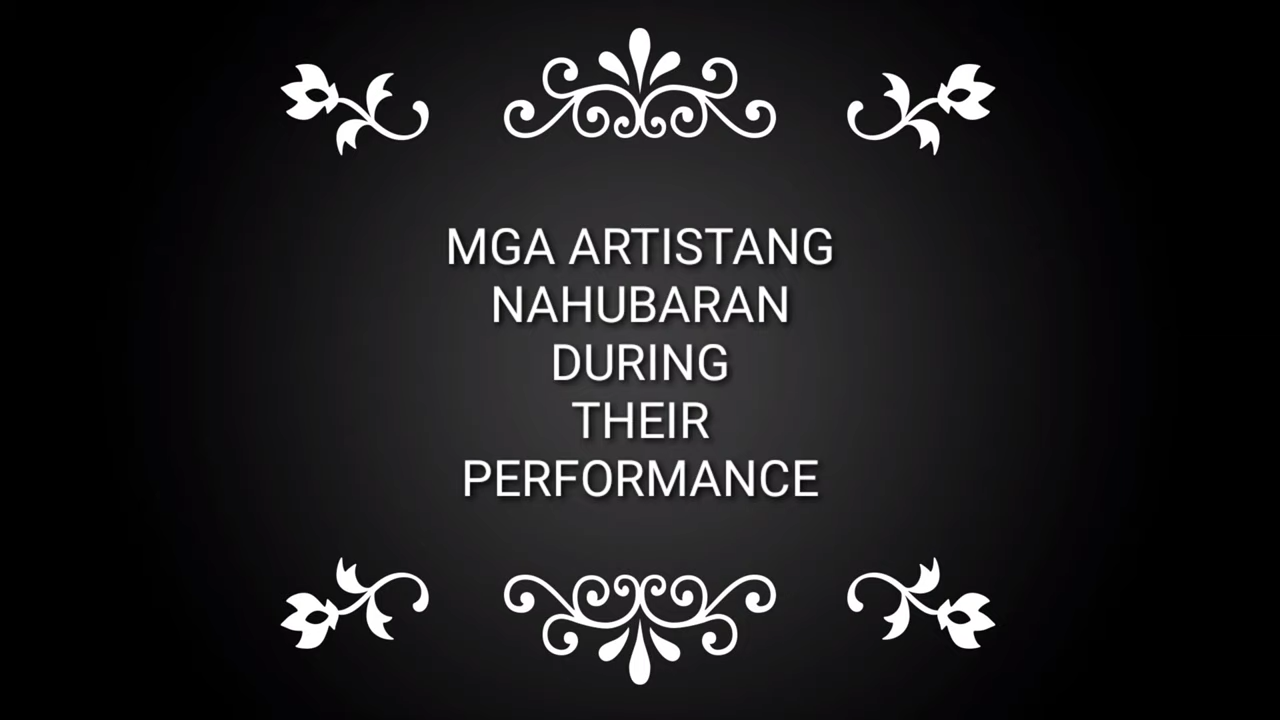 MGA ARTISTANG
NAHUBARAN
DURING
THEIR
PERFORMANCE